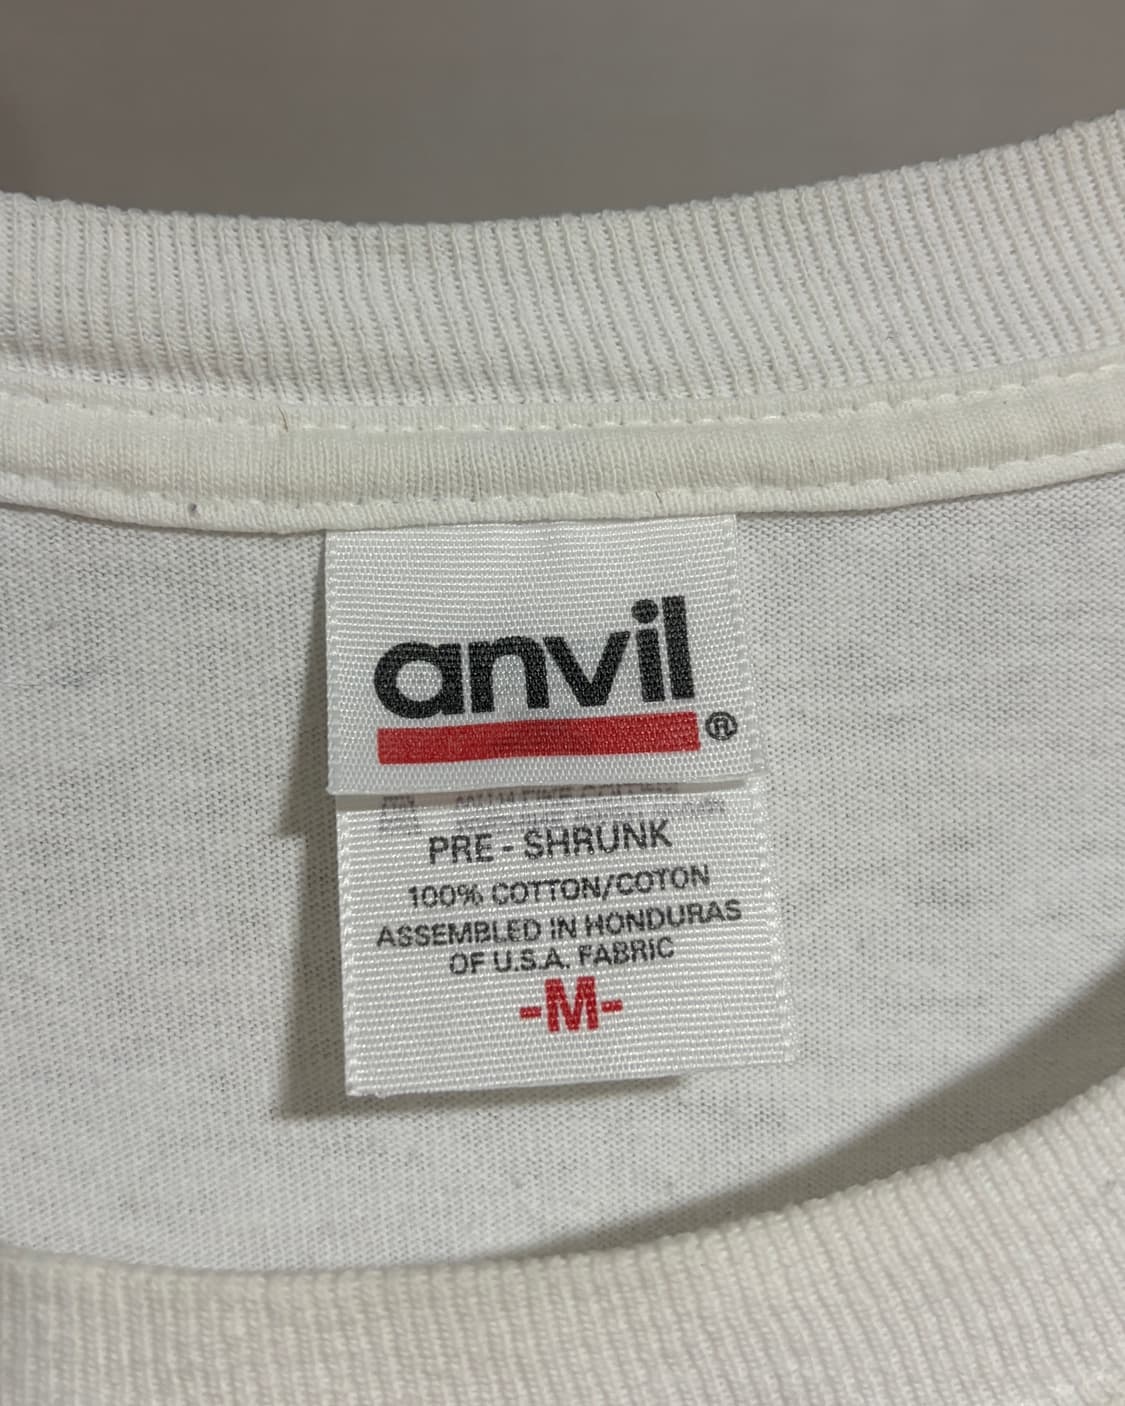 anvil®
PRE - SHRUNK
100% COTTON/COTON
ASSEMBLED IN HONDURAS
OF U.S.A. FABRIC
-M-